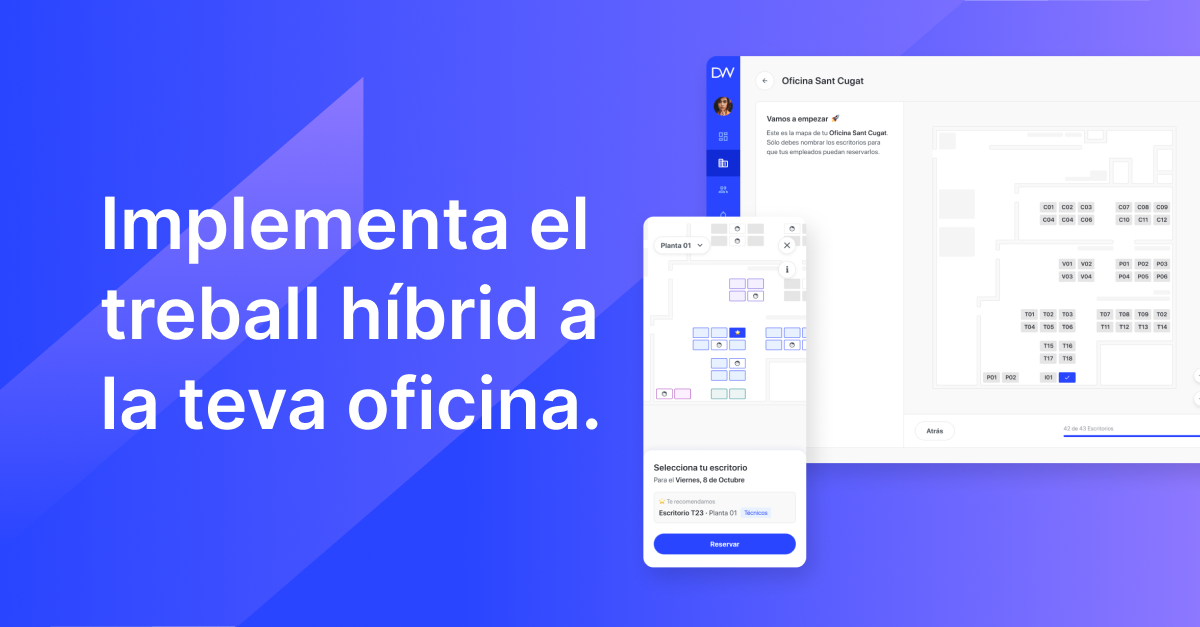 Implementa el
treball híbrid a
la teva oficina.
DW
Oficina Sant Cugat
Vamos a empezar 🚀
Este es la mapa de tu Oficina Sant Cugat.
Sólo debes nombrar los escritorios para
que tus empleados puedan reservarlos.
C01 C02 C03 C07 C08 C09
C04 C04 C06 C10 C11 C12
V01 V02 P01 P02 P03
V03 V04 P04 P05 P06
T01 T02 T03 T07 T08 T09 T02
T04 T05 T06 T11 T12 T13 T14
T15 T16
T17 T18
P01 P02 I01
Atrás
42 de 43 Escritorios
Planta 01
i
Selecciona tu escritorio
Para el Viernes, 8 de Octubre
Te recomendamos
Escritorio T23 · Planta 01 Técnicos
Reservar